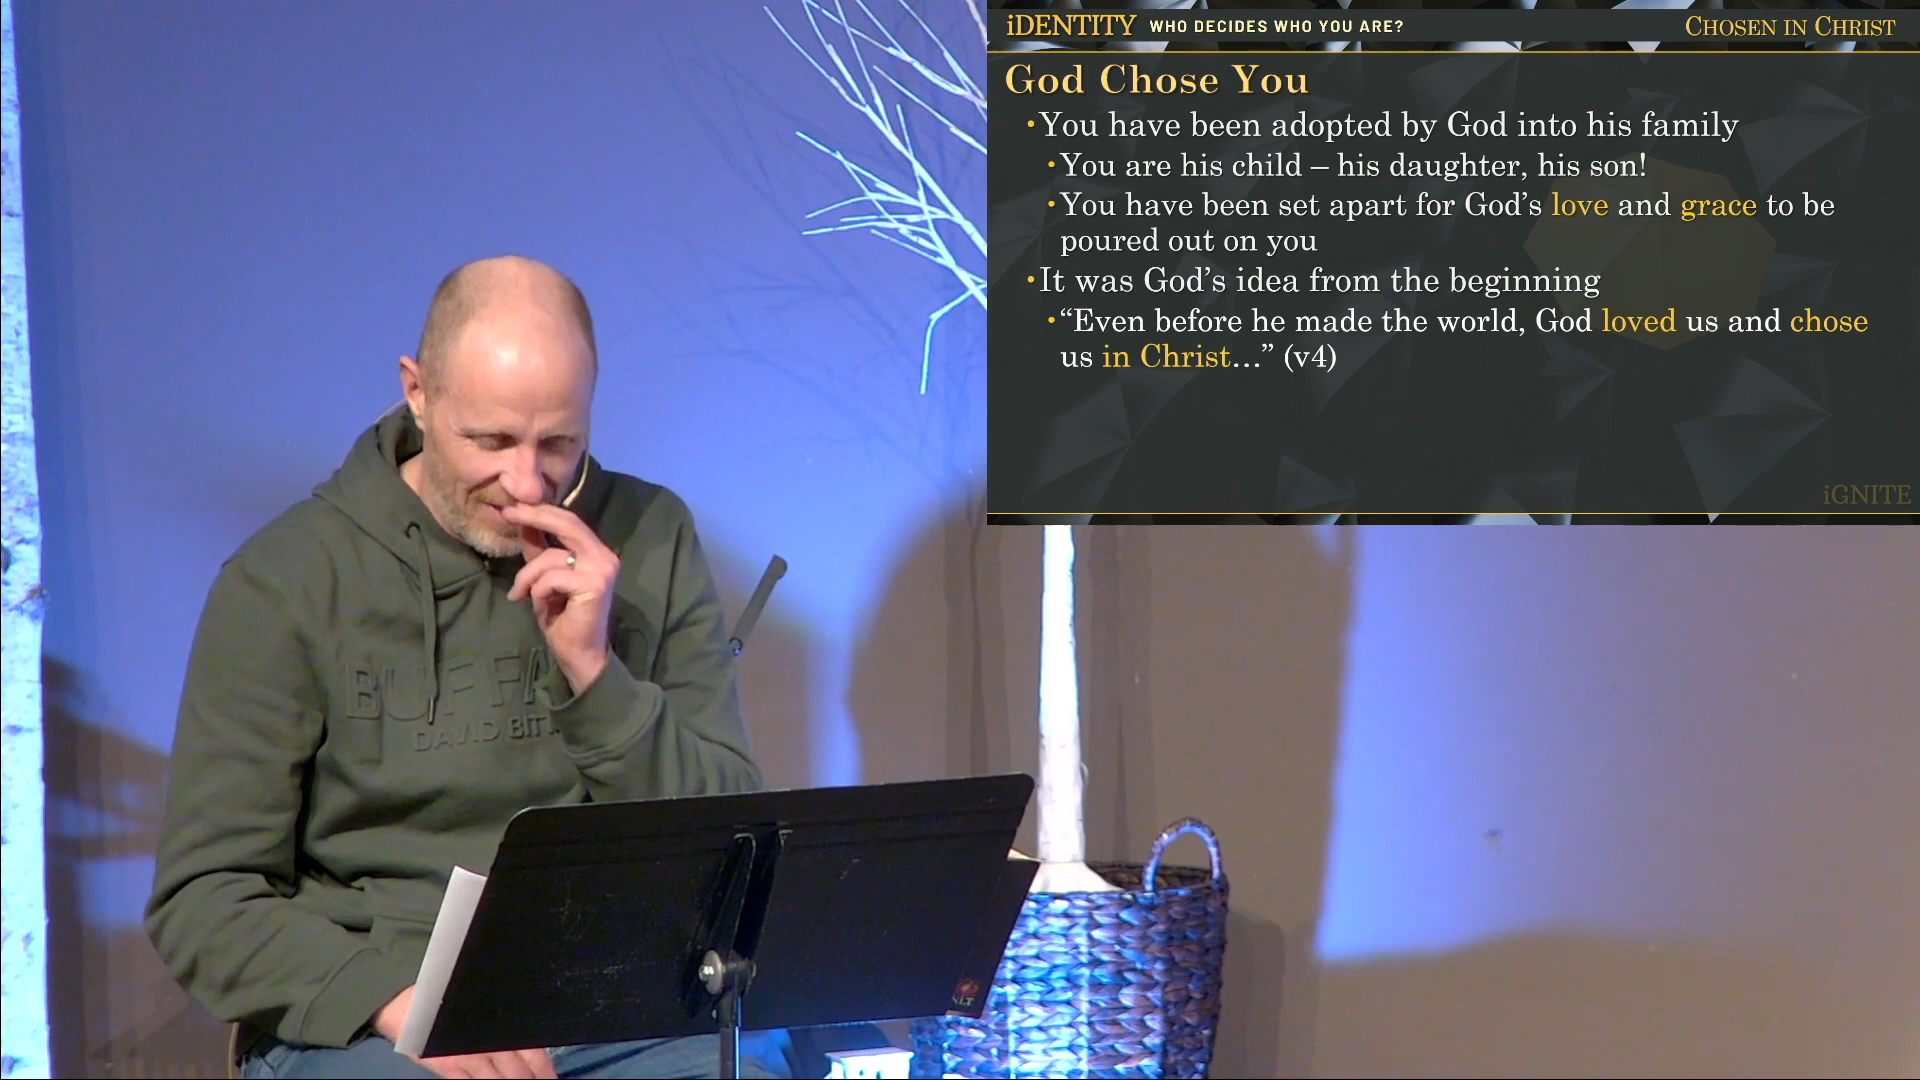 iDENTITY WHO DECIDES WHO YOU ARE? CHOSEN IN CHRIST
God Chose You
•You have been adopted by God into his family
•You are his child – his daughter, his son!
•You have been set apart for God’s love and grace to be
poured out on you
•It was God’s idea from the beginning
•“Even before he made the world, God loved us and chose
us in Christ…” (v4)
iGNITE
BUFFA
DAVID
NLT